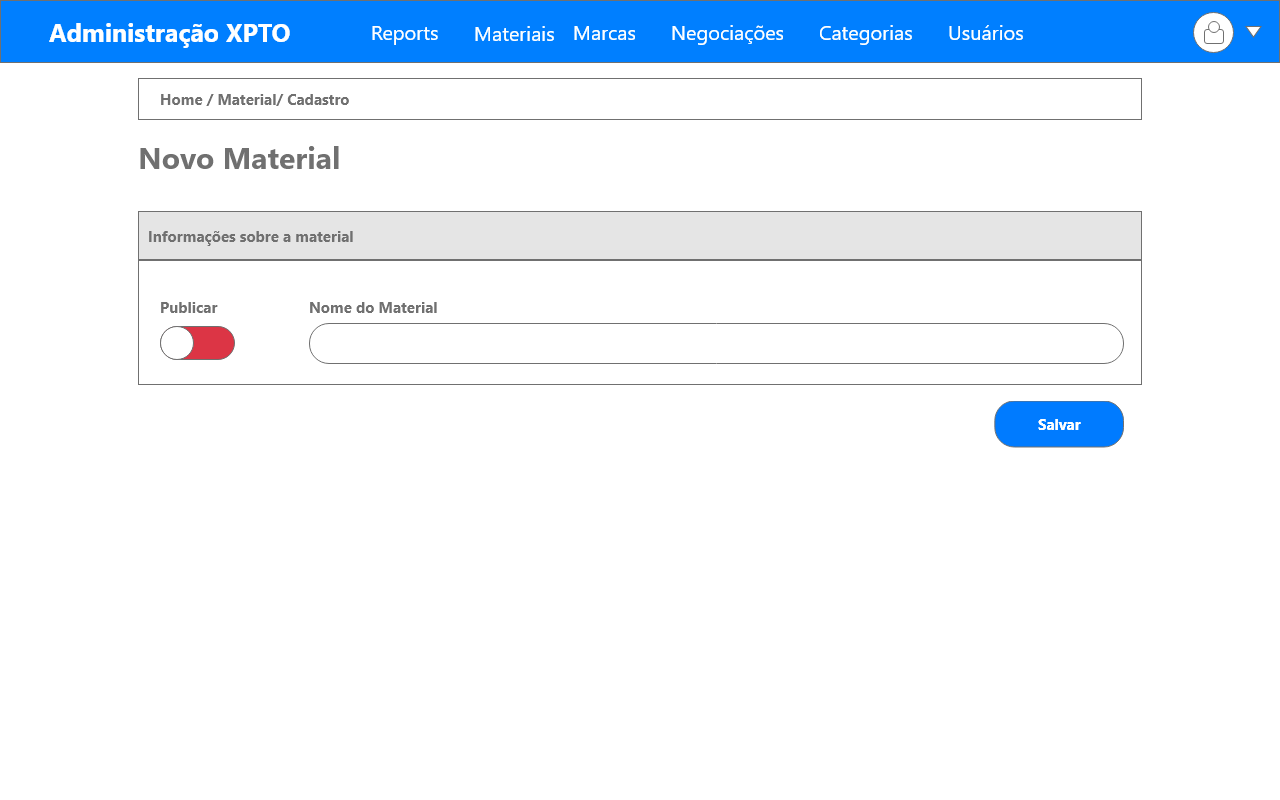 Administração XPTO Reports Materiais Marcas Negociações Categorias Usuários
Home / Material/ Cadastro
Novo Material
Informações sobre a material
Publicar Nome do Material
Salvar